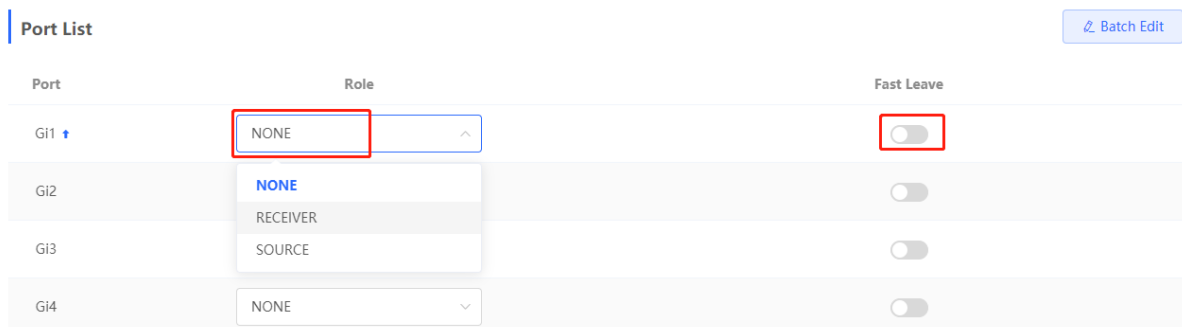 Port List
Batch Edit
Port Role Fast Leave
Gi1 NONE
NONE
Gi2
RECEIVER
SOURCE
Gi3
Gi4 NONE